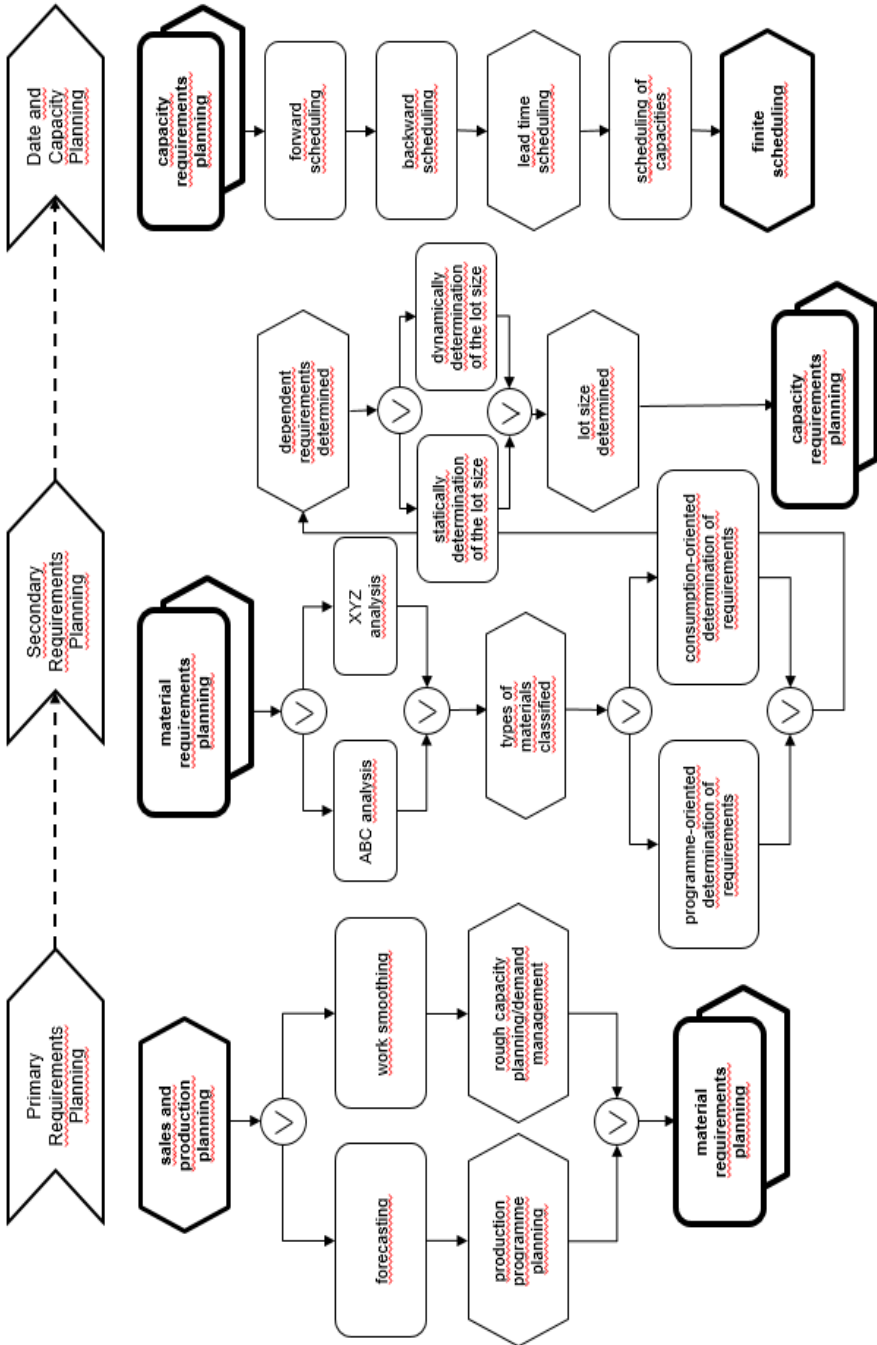 Primary
Requirements
Planning
Secondary
Requirements
Planning
Date and
Capacity
Planning
sales and
production
planning
forecasting
work smoothing
production
programme
planning
rough capacity
planning/demand
management
material
requirements
planning
material
requirements
planning
ABC analysis
XYZ
analysis
types of
materials
classified
programme-oriented
determination of
requirements
consumption-oriented
determination of
requirements
dependent
requirements
determined
statically
determination
of the lot size
dynamically
determination
of the lot size
lot size
determined
capacity
requirements
planning
capacity
requirements
planning
forward
scheduling
backward
scheduling
lead time
scheduling
scheduling of
capacities
finite
scheduling